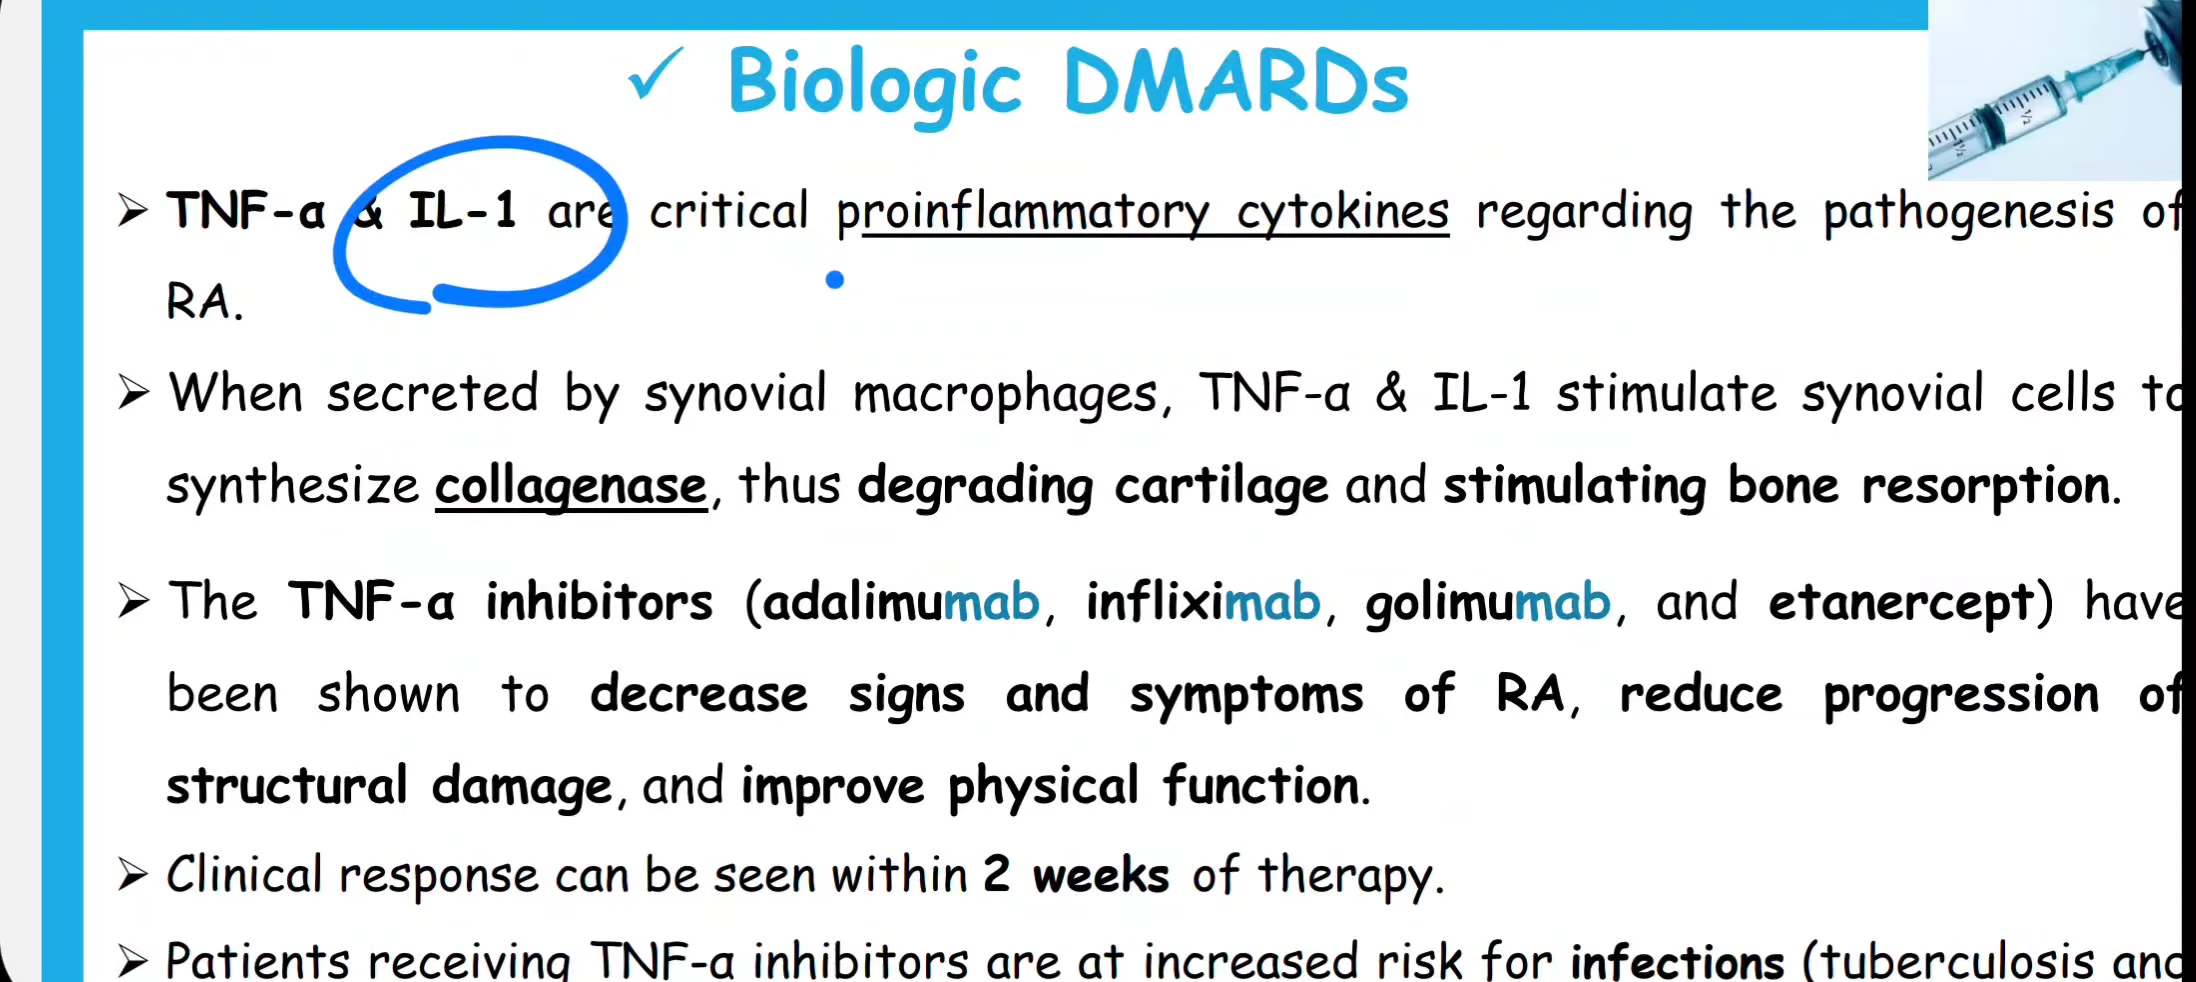 ✓ Biologic DMARDs
➢ TNF-α & IL-1 are critical proinflammatory cytokines regarding the pathogenesis of
RA.
➢ When secreted by synovial macrophages, TNF-α & IL-1 stimulate synovial cells to
synthesize collagenase, thus degrading cartilage and stimulating bone resorption.
➢ The TNF-α inhibitors (adalimumab, infliximab, golimumab, and etanercept) have
been shown to decrease signs and symptoms of RA, reduce progression of
structural damage, and improve physical function.
➢ Clinical response can be seen within 2 weeks of therapy.
➢ Patients receiving TNF-α inhibitors are at increased risk for infections (tuberculosis and